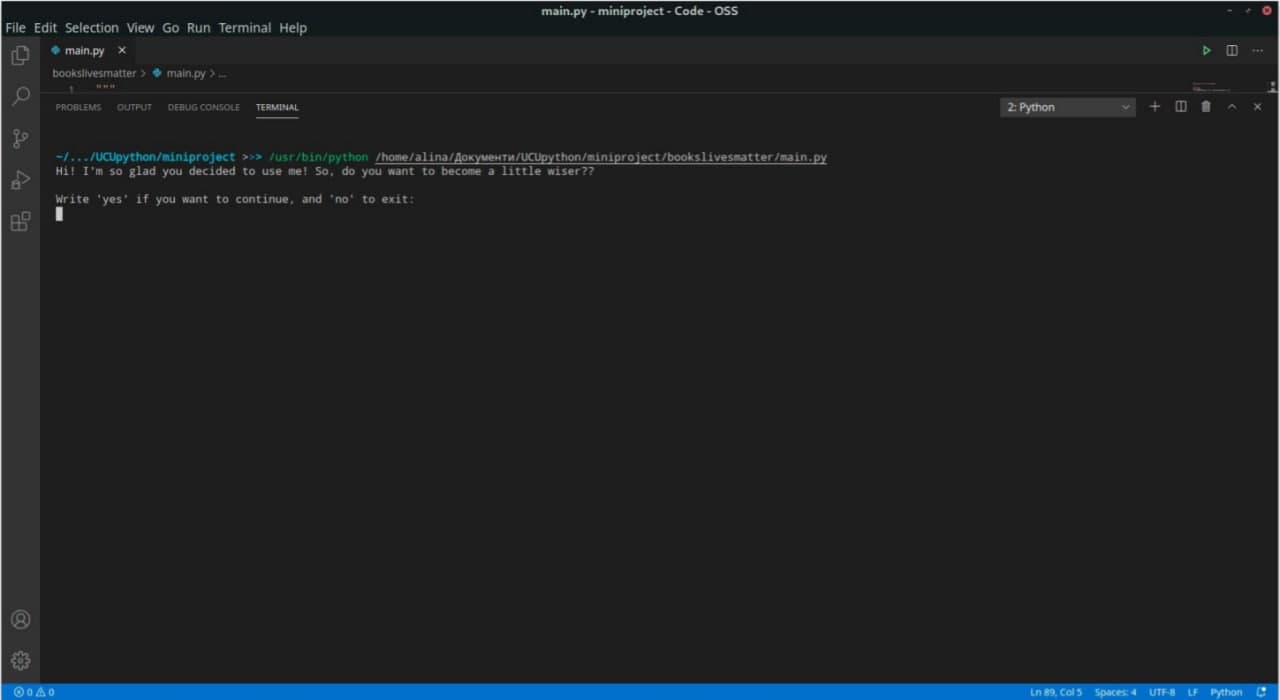 main.py - miniproject - Code - OSS
File Edit Selection View Go Run Terminal Help
main.py
bookslivesmatter > main.py > ...
1 """
PROBLEMS OUTPUT DEBUG CONSOLE TERMINAL 2: Python
~/.../UCUpython/miniproject >>> /usr/bin/python /home/alina/Документи/UCUpython/miniproject/bookslivesmatter/main.py
Hi! I'm so glad you decided to use me! So, do you want to become a little wiser??
Write 'yes' if you want to continue, and 'no' to exit:
0 0 Ln 89, Col 5 Spaces: 4 UTF-8 LF Python